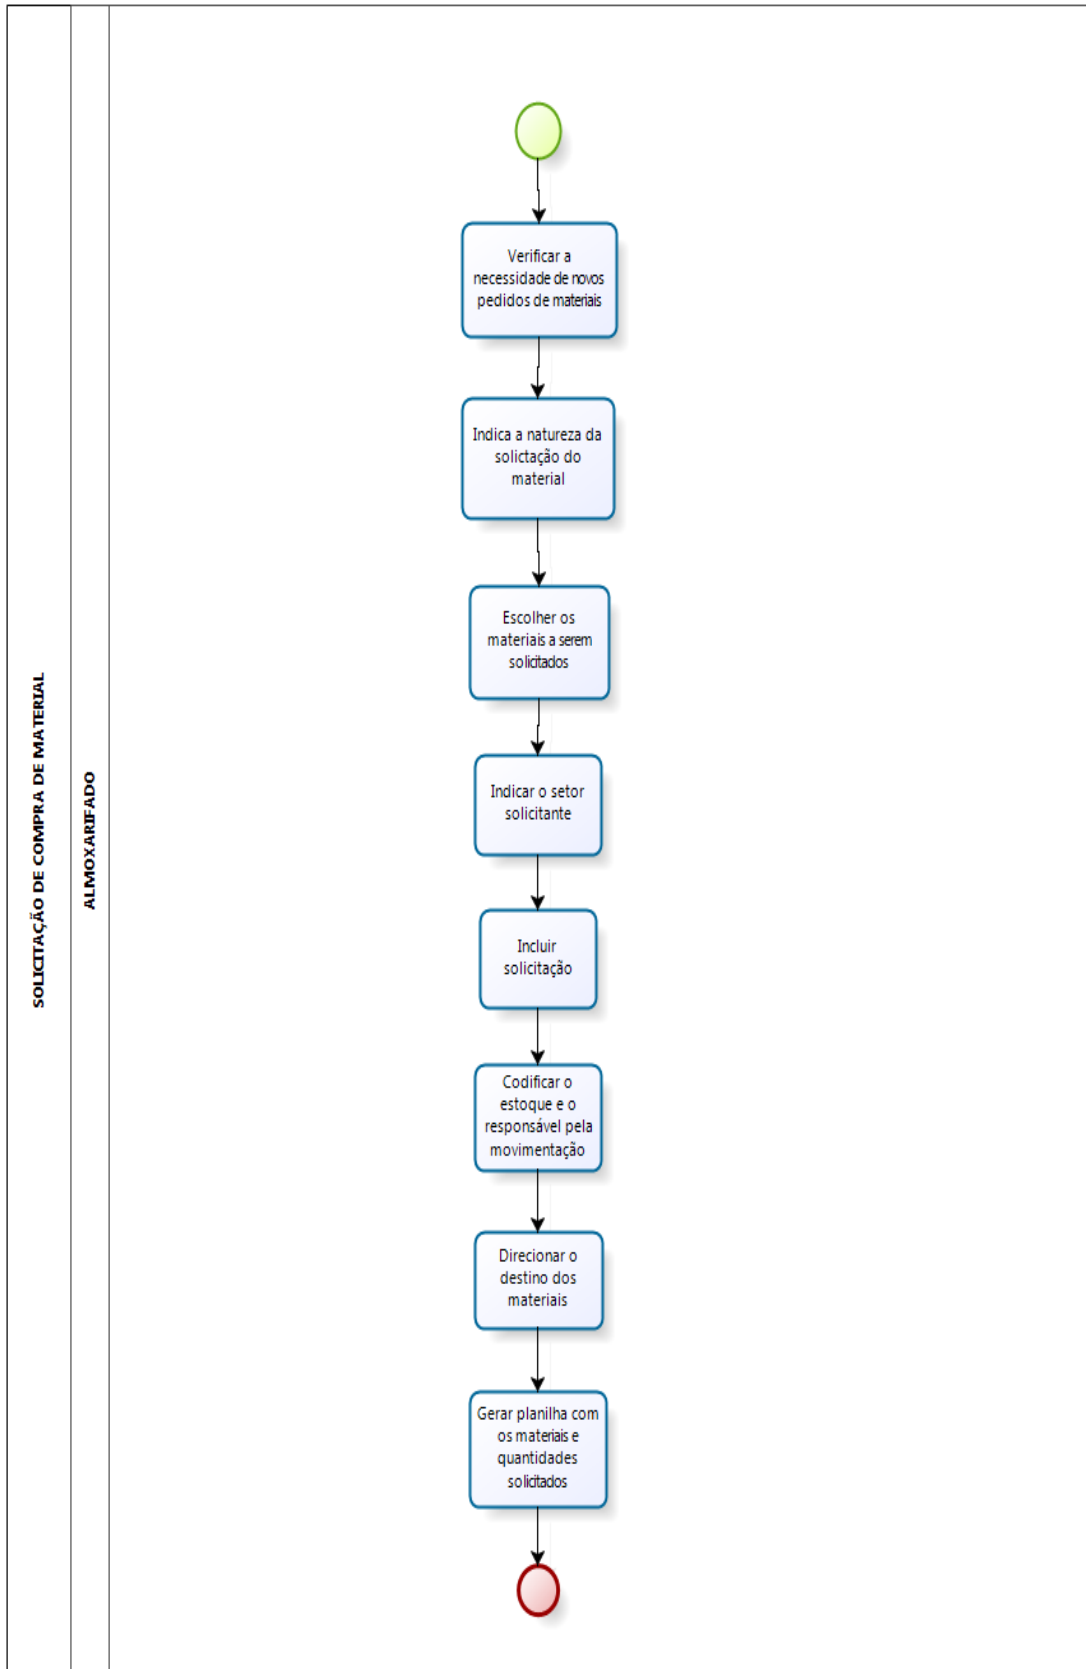 SOLICITAÇÃO DE COMPRA DE MATERIAL
ALMOXARIFADO
Verificar a
necessidade de novos
pedidos de materiais
Indica a natureza da
solictação do
material
Escolher os
materiais a serem
solicitados
Indicar o setor
solicitante
Incluir
solicitação
Codificar o
estoque e o
responsável pela
movimentação
Direcionar o
destino dos
materiais
Gerar planilha com
os materiais e
quantidades
solicitados